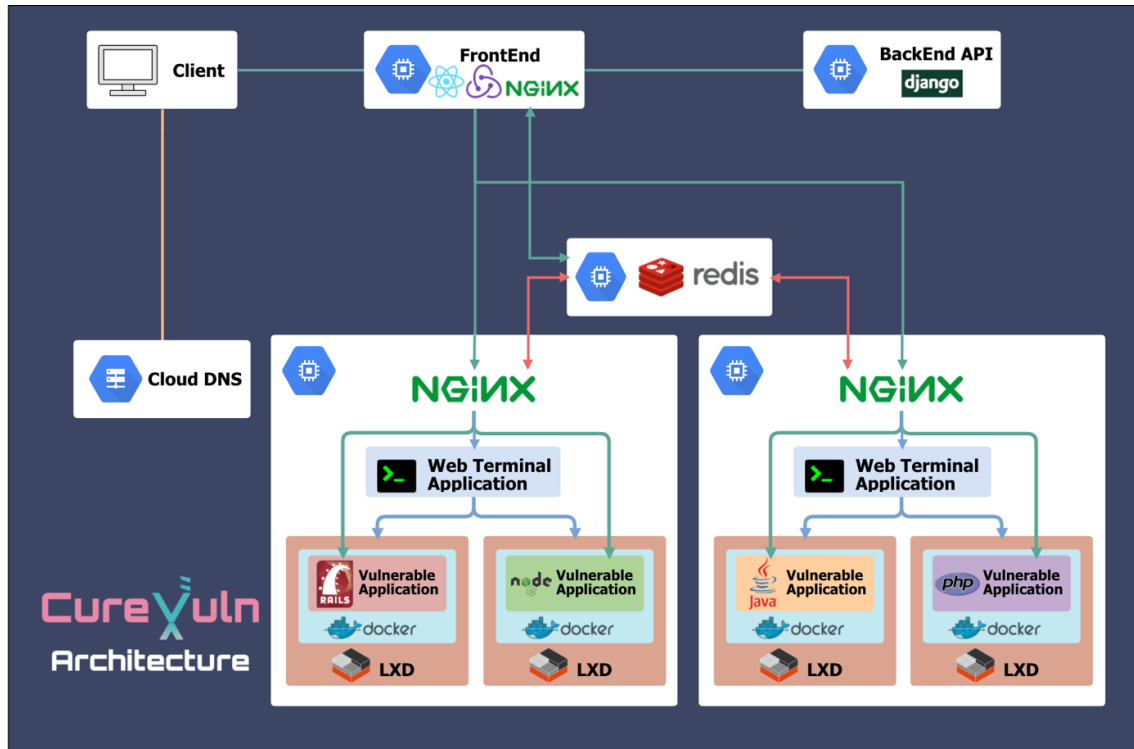 Client
FrontEnd
NGINX
BackEnd API
django
redis
Cloud DNS
NGINX
NGINX
>_ Web Terminal
Application
>_ Web Terminal
Application
RAILS
Vulnerable
Application
docker
LXD
node
Vulnerable
Application
docker
LXD
Java
Vulnerable
Application
docker
LXD
php
Vulnerable
Application
docker
LXD
CureVuln
Architecture